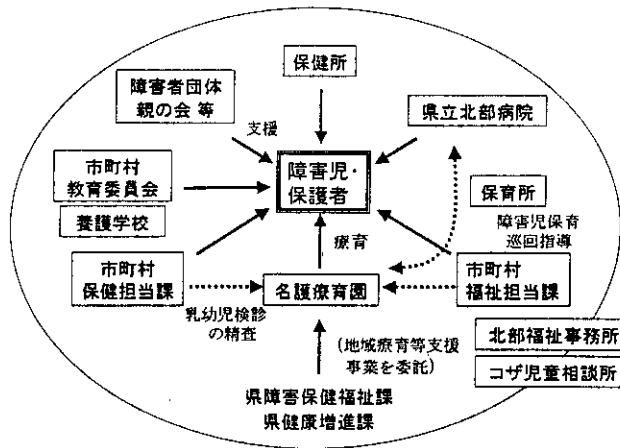 保健所
障害者団体
親の会 等
支援
県立北部病院
市町村
教育委員会
養護学校
障害児・
保護者
保育所
障害児保育
巡回指導
療育
市町村
保健担当課
乳幼児検診
の精査
名護療育園
市町村
福祉担当課
(地域療育等支援
事業を委託)
北部福祉事務所
コザ児童相談所
県障害保健福祉課
県健康増進課